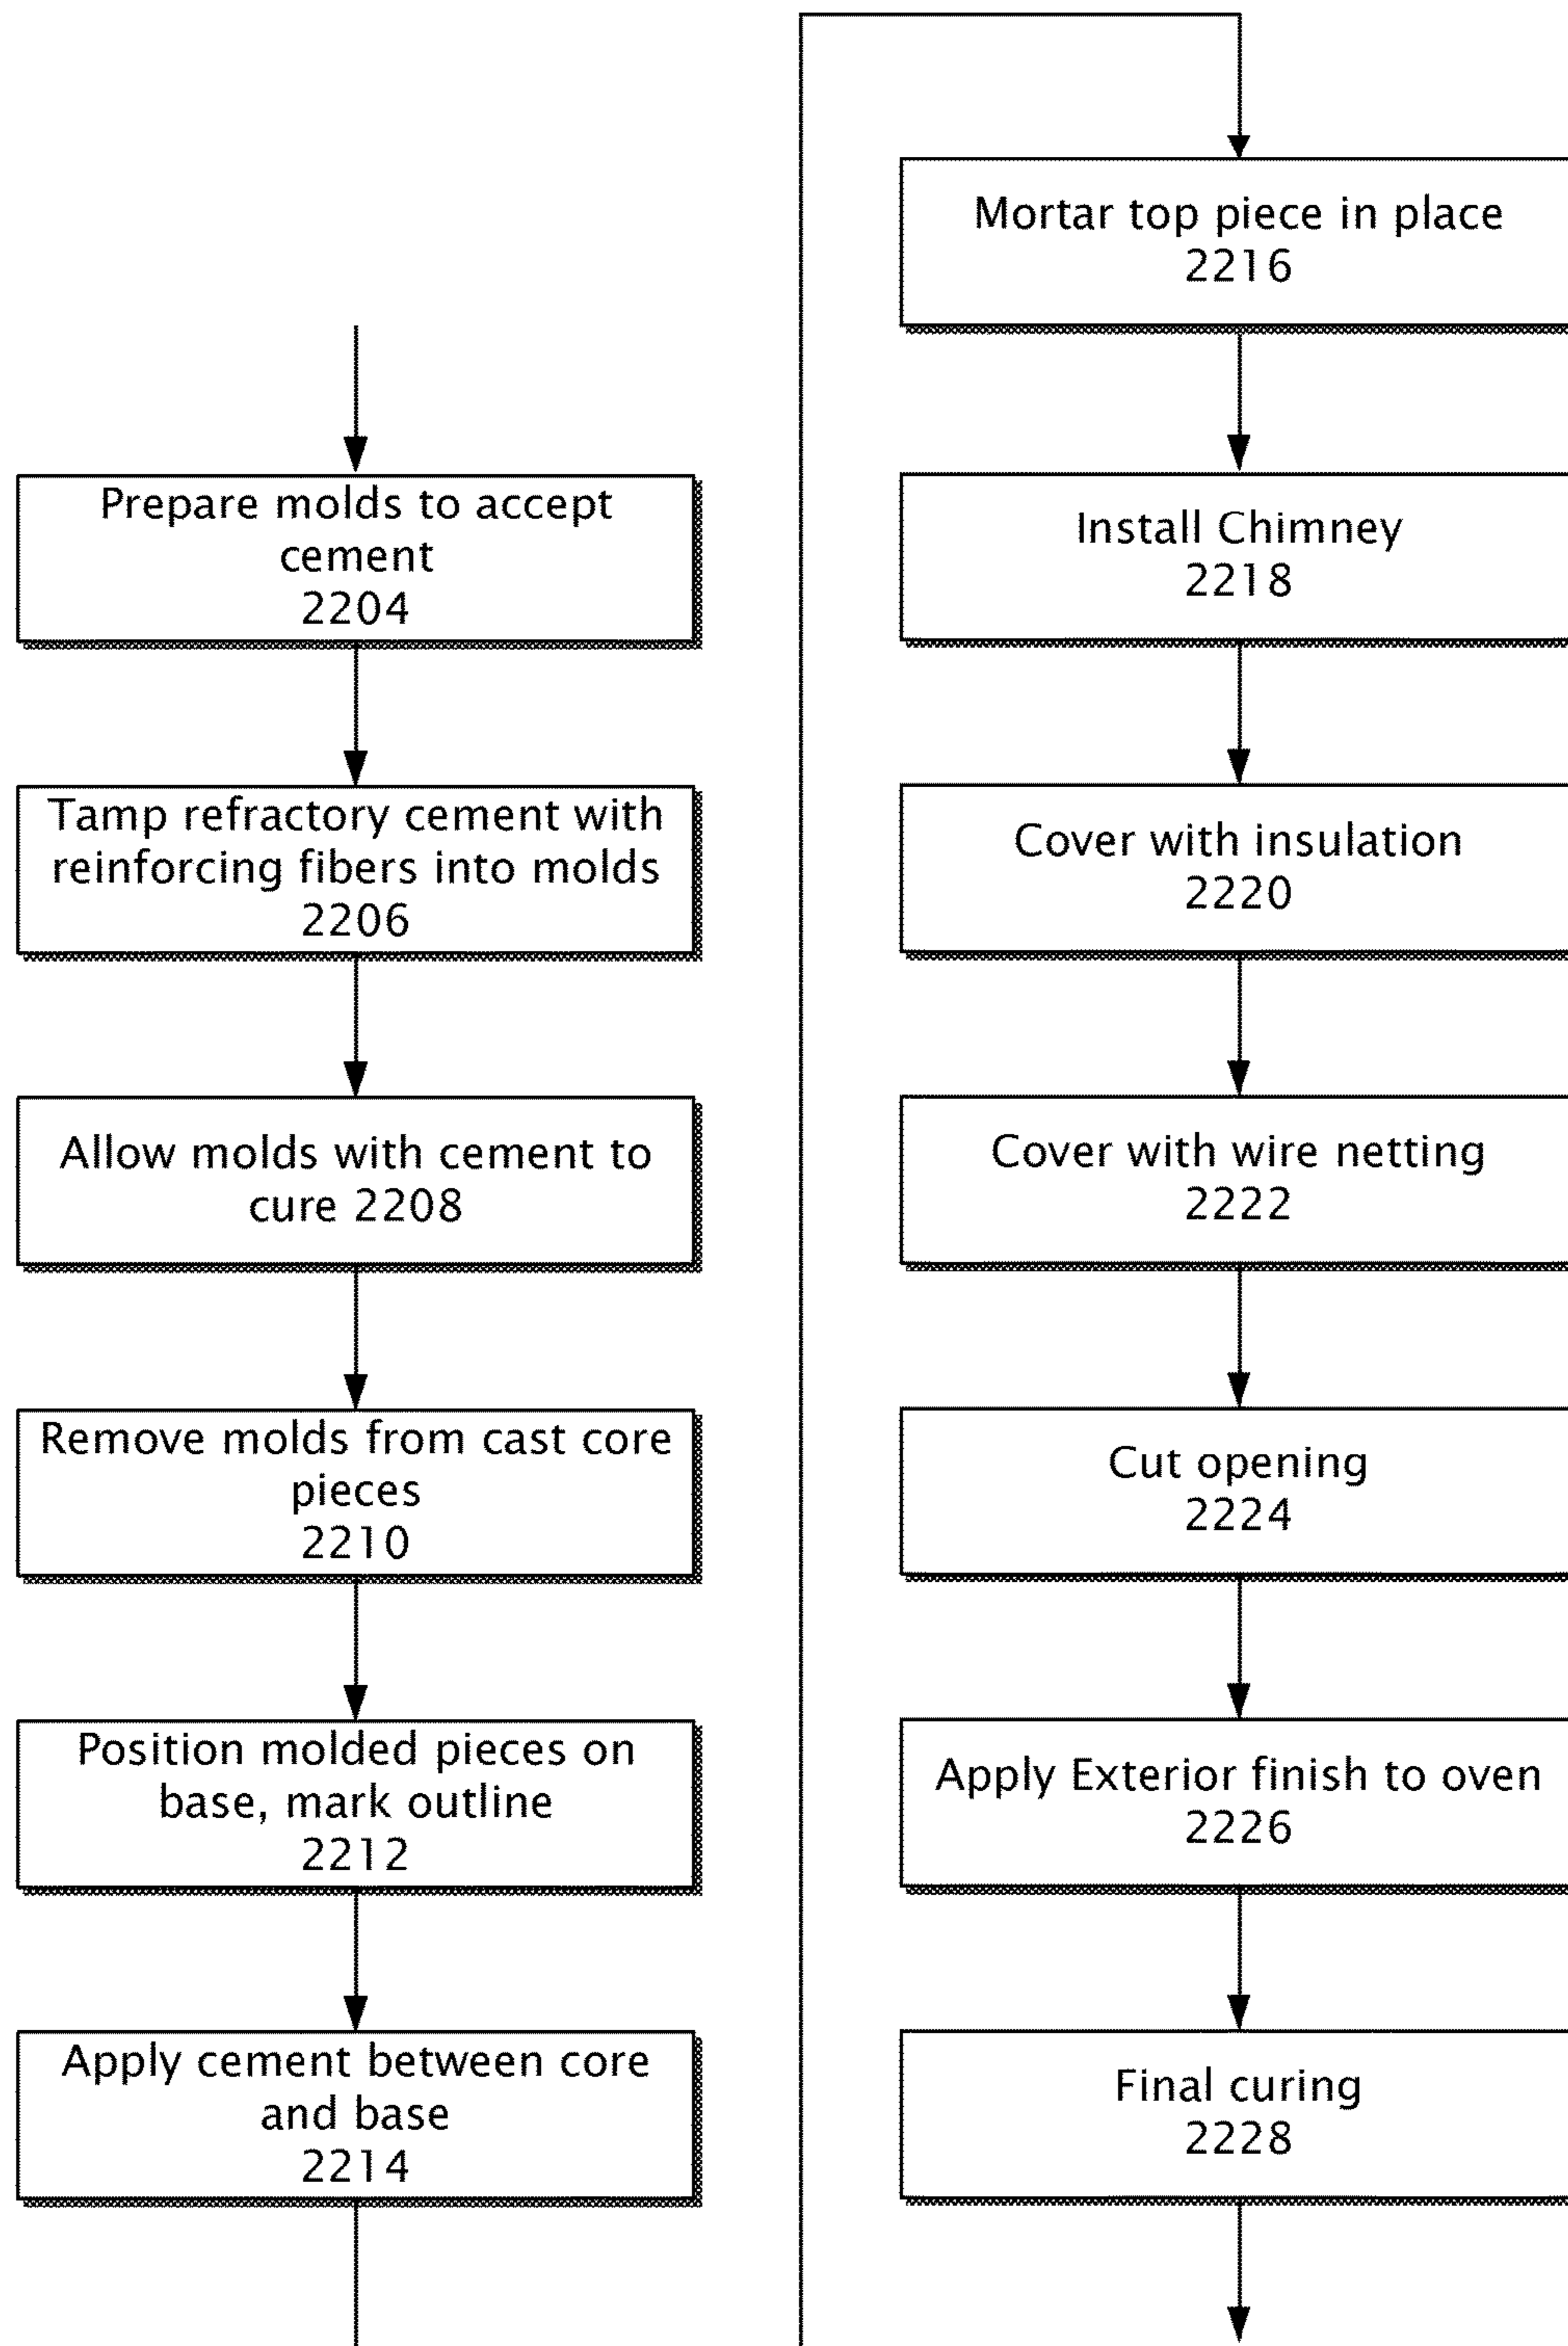 Prepare molds to accept
cement
2204
Tamp refractory cement with
reinforcing fibers into molds
2206
Allow molds with cement to
cure 2208
Remove molds from cast core
pieces
2210
Position molded pieces on
base, mark outline
2212
Apply cement between core
and base
2214
Mortar top piece in place
2216
Install Chimney
2218
Cover with insulation
2220
Cover with wire netting
2222
Cut opening
2224
Apply Exterior finish to oven
2226
Final curing
2228